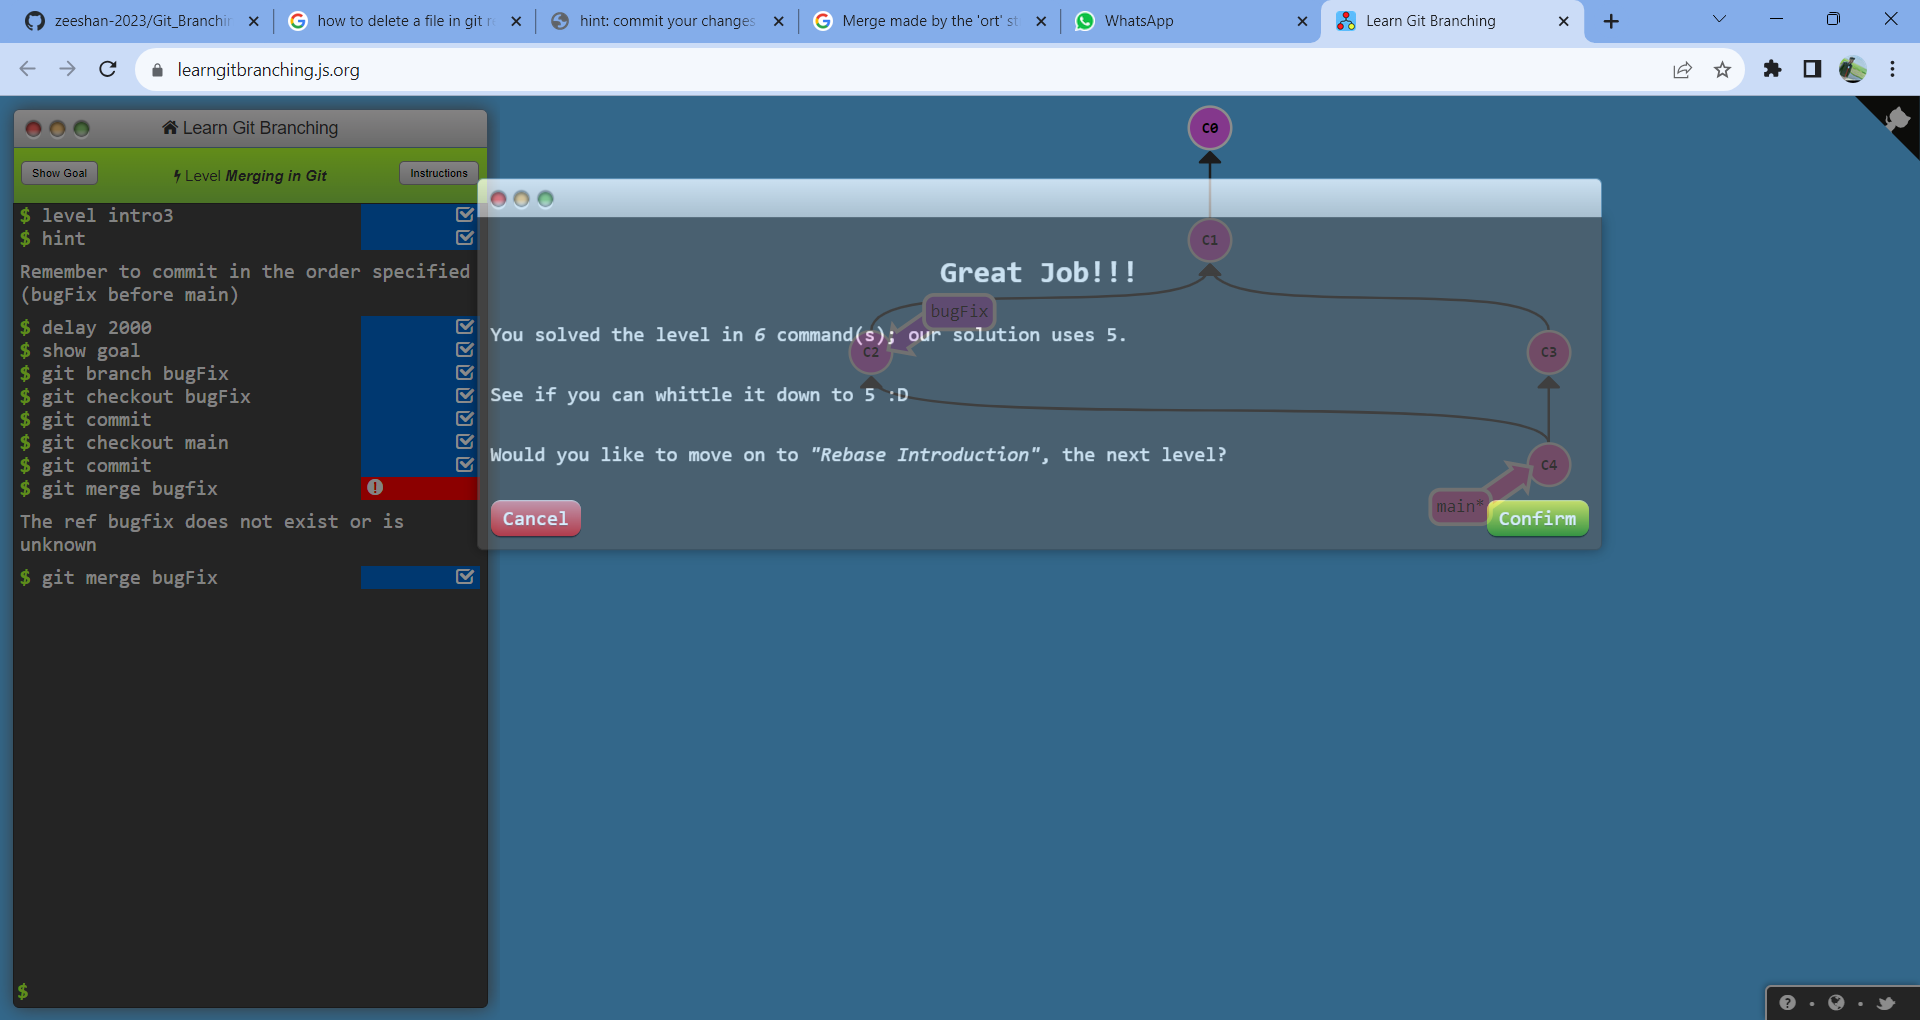 zeeshan-2023/Git_Branchin
how to delete a file in git re
hint: commit your changes
Merge made by the 'ort' st
WhatsApp
Learn Git Branching
learngitbranching.js.org
Learn Git Branching
Show Goal
Level Merging in Git
Instructions
$ level intro3
$ hint
Remember to commit in the order specified
(bugFix before main)
$ delay 2000
$ show goal
$ git branch bugFix
$ git checkout bugFix
$ git commit
$ git checkout main
$ git commit
$ git merge bugfix
The ref bugfix does not exist or is
unknown
$ git merge bugFix
$
C0
C1
Great Job!!!
bugFix
You solved the level in 6 command(s); our solution uses 5.
C2
C3
See if you can whittle it down to 5 :D
Would you like to move on to "Rebase Introduction", the next level?
C4
main*
Cancel
Confirm